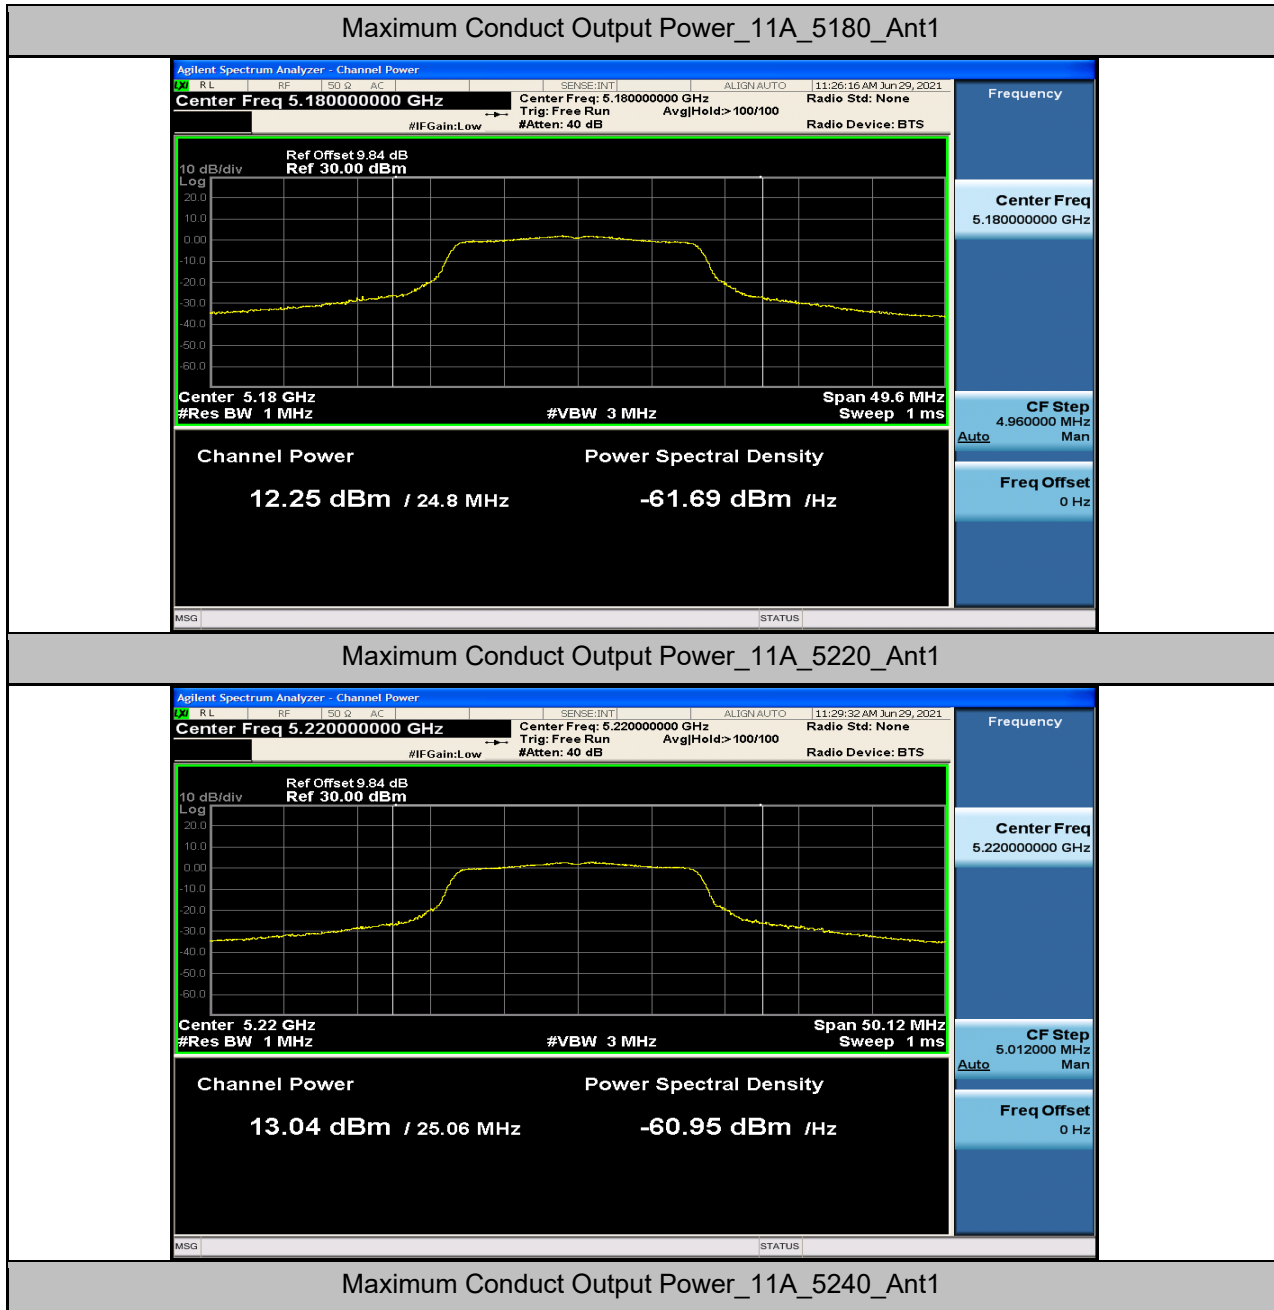 Maximum Conduct Output Power_11A_5180_Ant1
Agilent Spectrum Analyzer - Channel Power
LXI RL RF 50 Ω AC SENSE:INT ALIGN AUTO 11:26:16 AM Jun 29, 2021
Center Freq 5.180000000 GHz Center Freq: 5.180000000 GHz Radio Std: None
Trig: Free Run Avg|Hold:> 100/100
#IFGain:Low #Atten: 40 dB Radio Device: BTS
Frequency
Ref Offset 9.84 dB
10 dB/div Ref 30.00 dBm
Log
20.0
10.0
0.00
-10.0
-20.0
-30.0
-40.0
-50.0
-60.0
Center 5.18 GHz Span 49.6 MHz
#Res BW 1 MHz #VBW 3 MHz Sweep 1 ms
Channel Power Power Spectral Density
12.25 dBm / 24.8 MHz -61.69 dBm /Hz
Center Freq
5.180000000 GHz
CF Step
4.960000 MHz
Auto Man
Freq Offset
0 Hz
MSG STATUS
Maximum Conduct Output Power_11A_5220_Ant1
Agilent Spectrum Analyzer - Channel Power
LXI RL RF 50 Ω AC SENSE:INT ALIGN AUTO 11:29:32 AM Jun 29, 2021
Center Freq 5.220000000 GHz Center Freq: 5.220000000 GHz Radio Std: None
Trig: Free Run Avg|Hold:> 100/100
#IFGain:Low #Atten: 40 dB Radio Device: BTS
Frequency
Ref Offset 9.84 dB
10 dB/div Ref 30.00 dBm
Log
20.0
10.0
0.00
-10.0
-20.0
-30.0
-40.0
-50.0
-60.0
Center 5.22 GHz Span 50.12 MHz
#Res BW 1 MHz #VBW 3 MHz Sweep 1 ms
Channel Power Power Spectral Density
13.04 dBm / 25.06 MHz -60.95 dBm /Hz
Center Freq
5.220000000 GHz
CF Step
5.012000 MHz
Auto Man
Freq Offset
0 Hz
MSG STATUS
Maximum Conduct Output Power_11A_5240_Ant1